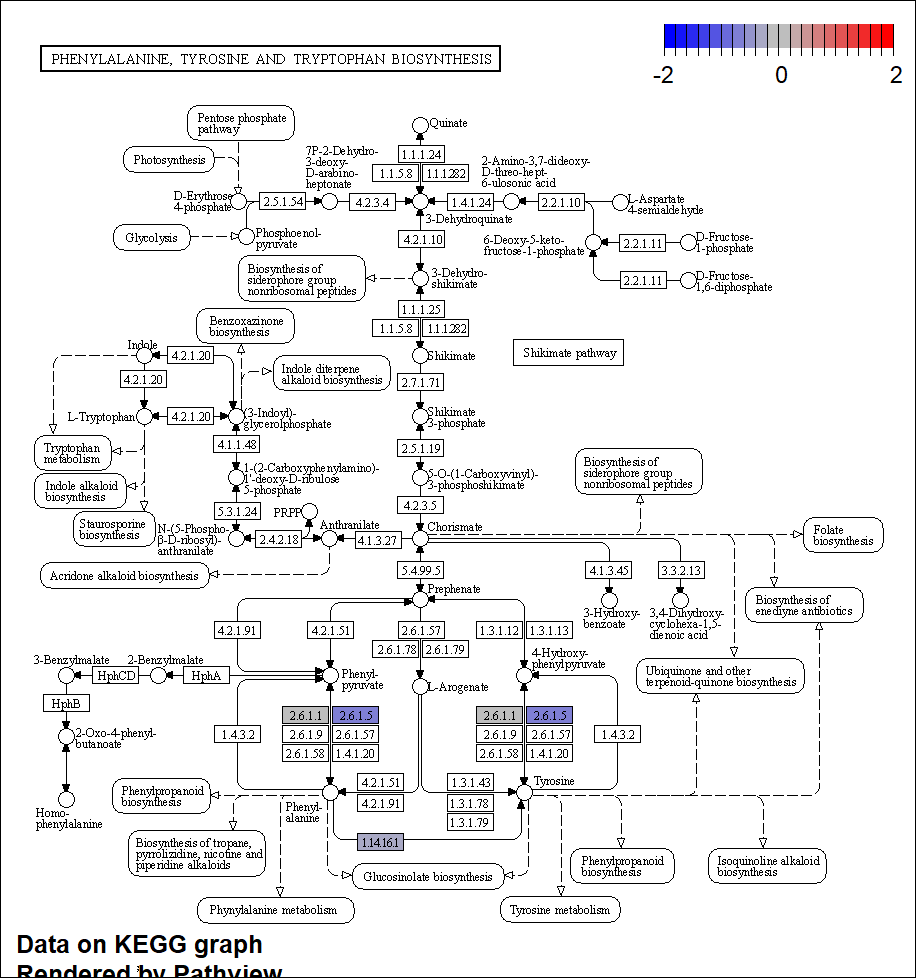 PHENYLALANINE, TYROSINE AND TRYPTOPHAN BIOSYNTHESIS
-2
0
2
Pentose phosphate
pathway
Photosynthesis
D-Erythrose
4-phosphate
Glycolysis
Phosphoenol-
pyruvate
2.5.1.54
7P-2-Dehydro-
3-deoxy-
D-arabino-
heptonate
4.2.3.4
Quinate
1.1.1.24
1.1.5.8
1.1.1.282
2-Amino-3,7-dideoxy-
D-threo-hept-
6-ulosonic acid
1.4.1.24
2.2.1.10
L-Aspartate
4-semialdehyde
3-Dehydroquinate
6-Deoxy-5-keto-
fructose-1-phosphate
2.2.1.11
D-Fructose-
1-phosphate
2.2.1.11
D-Fructose-
1,6-diphosphate
4.2.1.10
Biosynthesis of
siderophore group
nonribosomal peptides
3-Dehydro-
shikimate
1.1.1.25
1.1.5.8
1.1.1.282
Benzoxazinone
biosynthesis
Shikimate
Shikimate pathway
Indole
4.2.1.20
4.2.1.20
Indole diterpene
alkaloid biosynthesis
2.7.1.71
L-Tryptophan
4.2.1.20
(3-Indoyl)-
glycerolphosphate
Shikimate
3-phosphate
Tryptophan
metabolism
4.1.1.48
2.5.1.19
Indole alkaloid
biosynthesis
1-(2-Carboxyphenylamino)-
1'-deoxy-D-ribulose
5-phosphate
5-O-(1-Carboxyvinyl)-
3-phosphoshikimate
Biosynthesis of
siderophore group
nonribosomal peptides
Staurosporine
biosynthesis
5.3.1.24
PRPP
4.2.3.5
N-(5-Phospho-
β-D-ribosyl)-
anthranilate
2.4.2.18
Anthranilate
4.1.3.27
Chorismate
Folate
biosynthesis
Acridone alkaloid biosynthesis
5.4.99.5
4.1.3.45
3.3.2.13
Prephenate
3-Hydroxy-
benzoate
3,4-Dihydroxy-
cyclohexa-1,5-
dienoic acid
Biosynthesis of
enediyne antibiotics
4.2.1.91
4.2.1.51
2.6.1.57
2.6.1.78
2.6.1.79
1.3.1.12
1.3.1.13
3-Benzylmalate
2-Benzylmalate
HphCD
HphA
Phenyl-
pyruvate
L-Arogenate
4-Hydroxy-
phenylpyruvate
Ubiquinone and other
terpenoid-quinone biosynthesis
HphB
2-Oxo-4-phenyl-
butanoate
1.4.3.2
2.6.1.1
2.6.1.5
2.6.1.9
2.6.1.57
2.6.1.58
1.4.1.20
2.6.1.1
2.6.1.5
2.6.1.9
2.6.1.57
2.6.1.58
1.4.1.20
1.4.3.2
Homo-
phenylalanine
Phenylpropanoid
biosynthesis
Phenyl-
alanine
4.2.1.51
4.2.1.91
1.3.1.43
1.3.1.78
1.3.1.79
Tyrosine
1.14.16.1
Biosynthesis of tropane,
pyrrolizidine, nicotine and
piperidine alkaloids
Glucosinolate biosynthesis
Phenylpropanoid
biosynthesis
Isoquinoline alkaloid
biosynthesis
Phynylalanine metabolism
Tyrosine metabolism
Data on KEGG graph
Rendered by Pathview